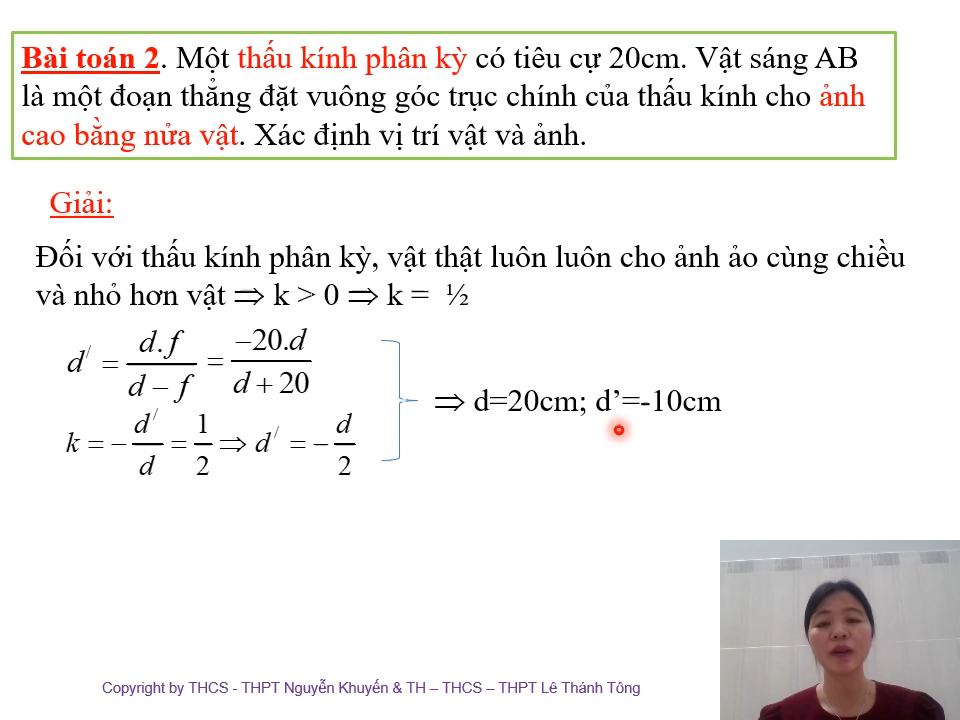 Bài toán 2. Một thấu kính phân kỳ có tiêu cự 20cm. Vật sáng AB
là một đoạn thẳng đặt vuông góc trục chính của thấu kính cho ảnh
cao bằng nửa vật. Xác định vị trí vật và ảnh.
Giải:
Đối với thấu kính phân kỳ, vật thật luôn luôn cho ảnh ảo cùng chiều
và nhỏ hơn vật ⇒ k > 0 ⇒ k = ½
d/ = d.f / (d − f) = −20.d / (d + 20)
k = − d/ / d = 1/2 ⇒ d/ = − d/2
⇒ d=20cm; d’=-10cm
Copyright by THCS - THPT Nguyễn Khuyến & TH – THCS – THPT Lê Thánh Tông